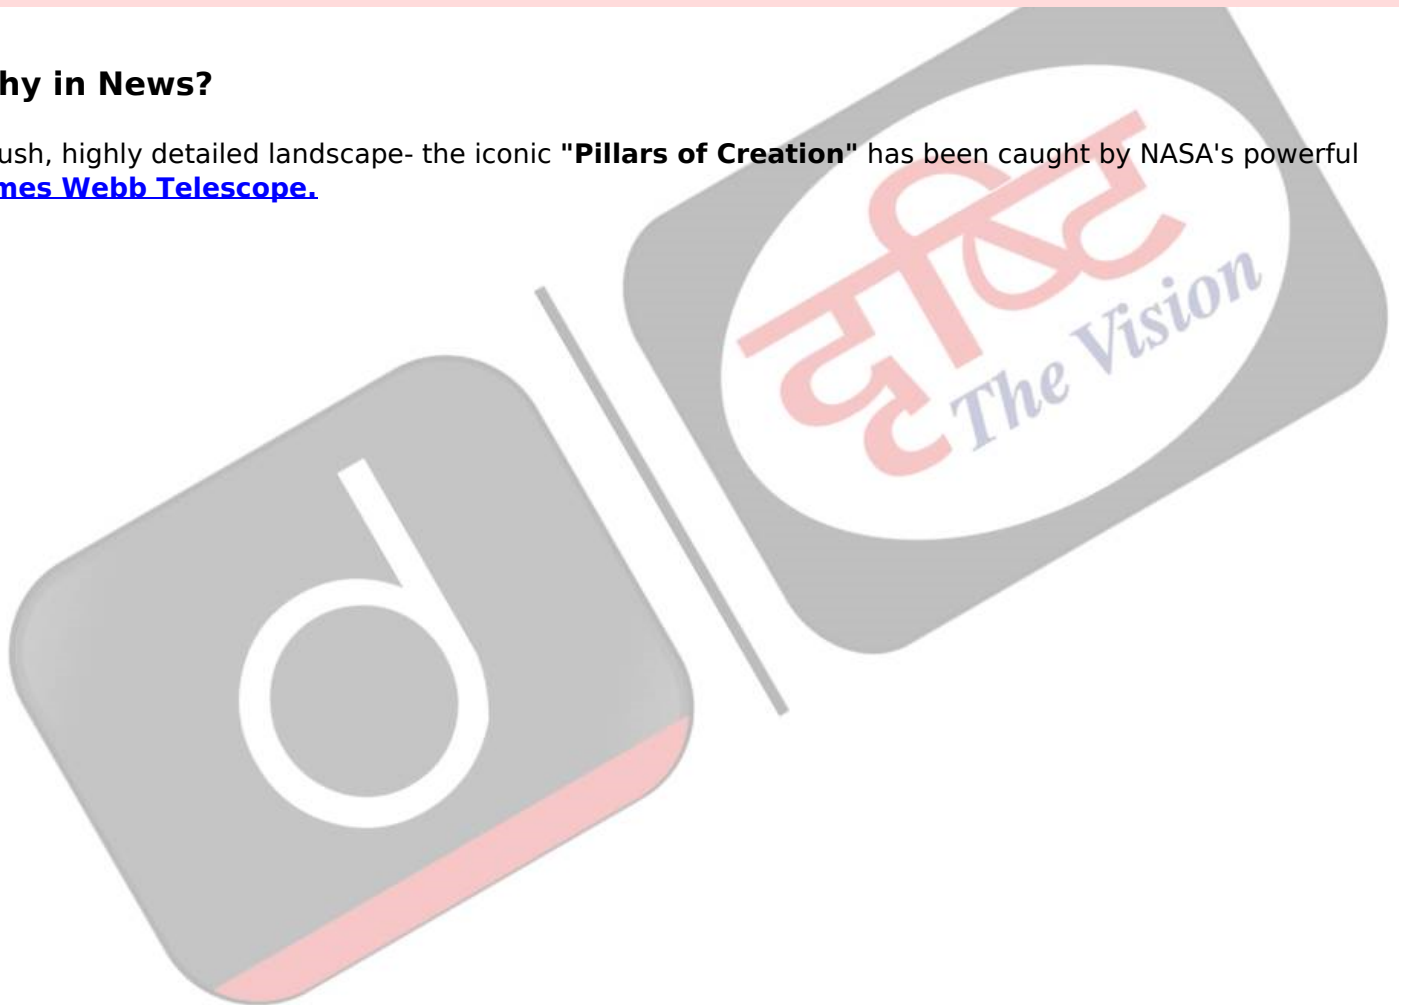 hy in News?
ush, highly detailed landscape- the iconic "Pillars of Creation" has been caught by NASA's powerful
mes Webb Telescope.
दृष्टि
The Vision
d